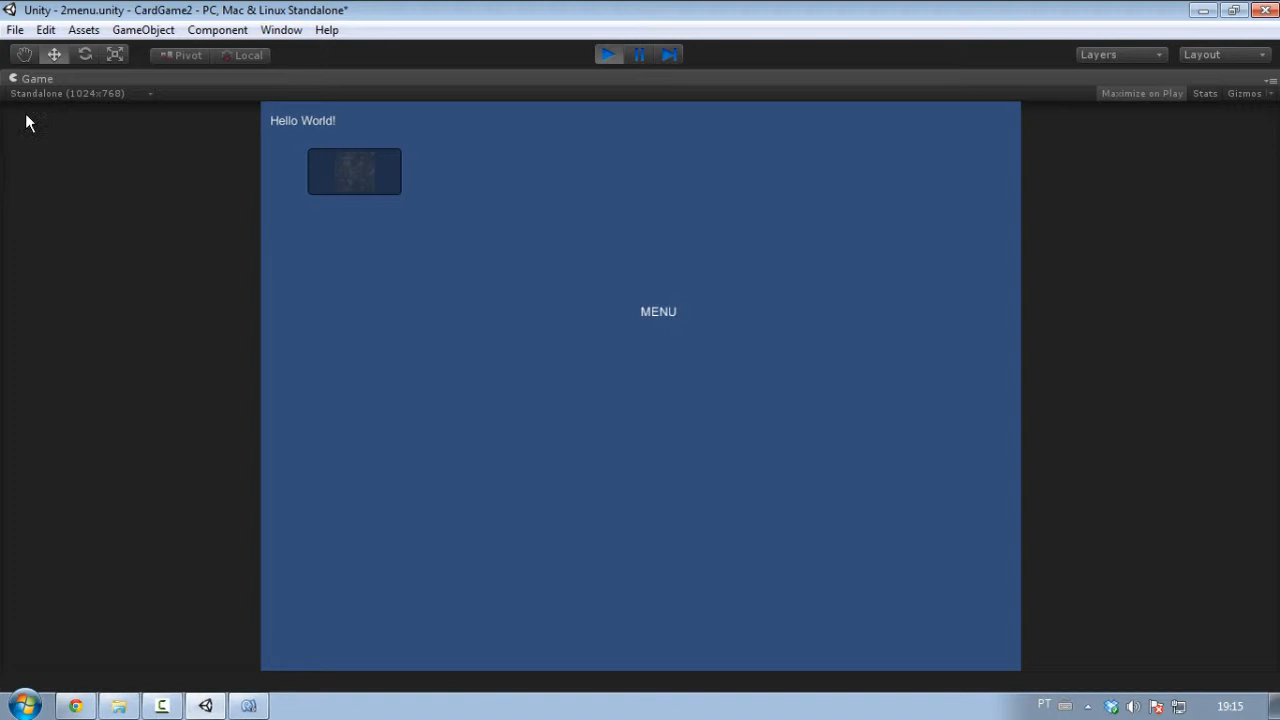 Unity - 2menu.unity - CardGame2 - PC, Mac & Linux Standalone*
File Edit Assets GameObject Component Window Help
Pivot Local Layers Layout
Game
Standalone (1024x768) Maximize on Play Stats Gizmos
Hello World!
MENU
PT 19:15